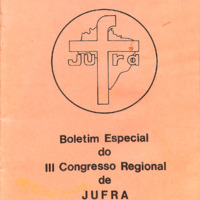 JUFRA
Boletim Especial
do
III Congresso Regional
de
JUFRA